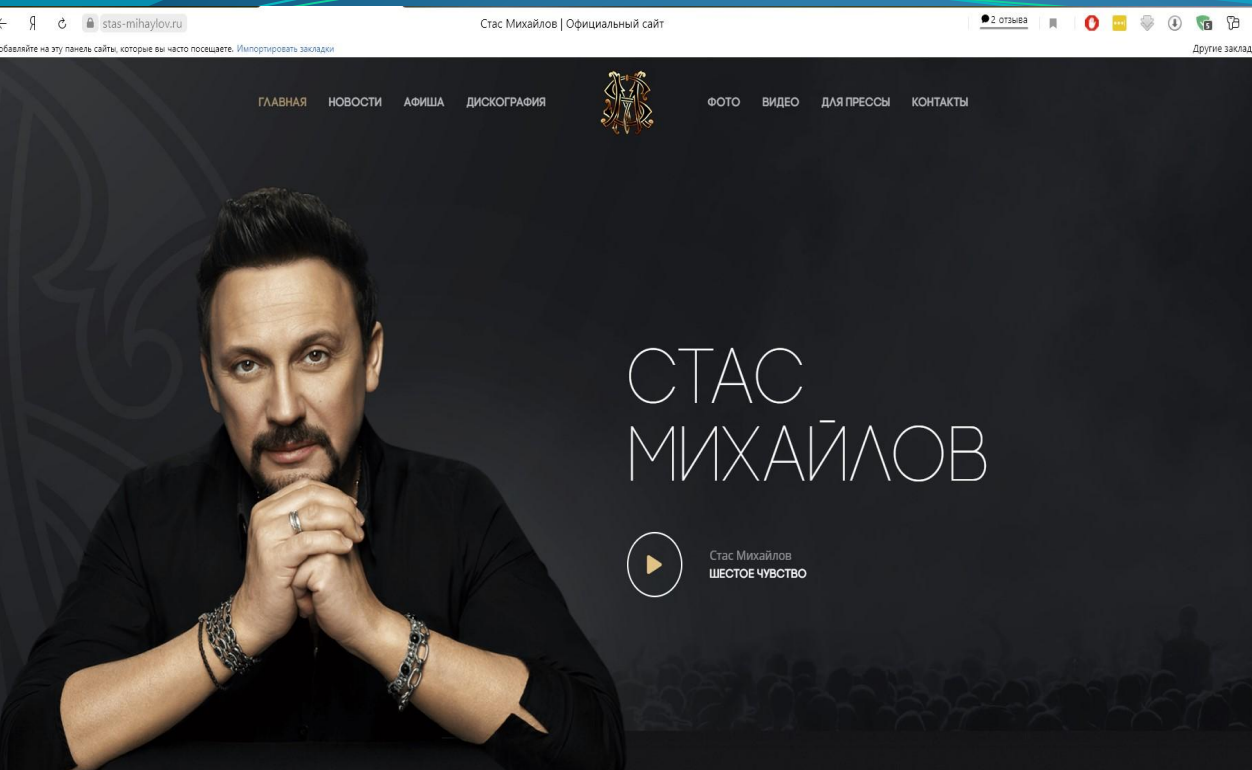 Я stas-mihaylov.ru Стас Михайлов | Официальный сайт 2 отзыва
обавляйте на эту панель сайты, которые вы часто посещаете. Импортировать закладки Другие заклад
ГЛАВНАЯ НОВОСТИ АФИША ДИСКОГРАФИЯ ФОТО ВИДЕО ДЛЯ ПРЕССЫ КОНТАКТЫ
СТАС
МИХАЙЛОВ
Стас Михайлов
ШЕСТОЕ ЧУВСТВО